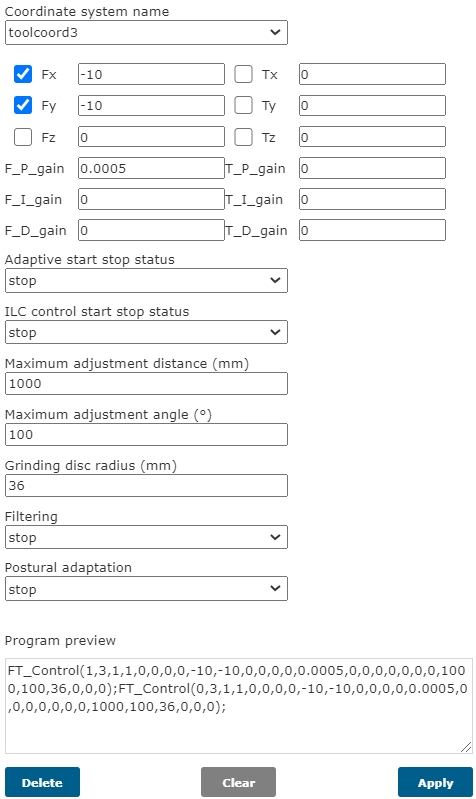 Coordinate system name
toolcoord3
Fx -10 Tx 0
Fy -10 Ty 0
Fz 0 Tz 0
F_P_gain 0.0005 T_P_gain 0
F_I_gain 0 T_I_gain 0
F_D_gain 0 T_D_gain 0
Adaptive start stop status
stop
ILC control start stop status
stop
Maximum adjustment distance (mm)
1000
Maximum adjustment angle (°)
100
Grinding disc radius (mm)
36
Filtering
stop
Postural adaptation
stop
Program preview
FT_Control(1,3,1,1,0,0,0,0,-10,-10,0,0,0,0,0.0005,0,0,0,0,0,0,0,100
0,100,36,0,0,0);FT_Control(0,3,1,1,0,0,0,0,-10,-10,0,0,0,0,0.0005,0
,0,0,0,0,0,0,1000,100,36,0,0,0);
Delete Clear Apply